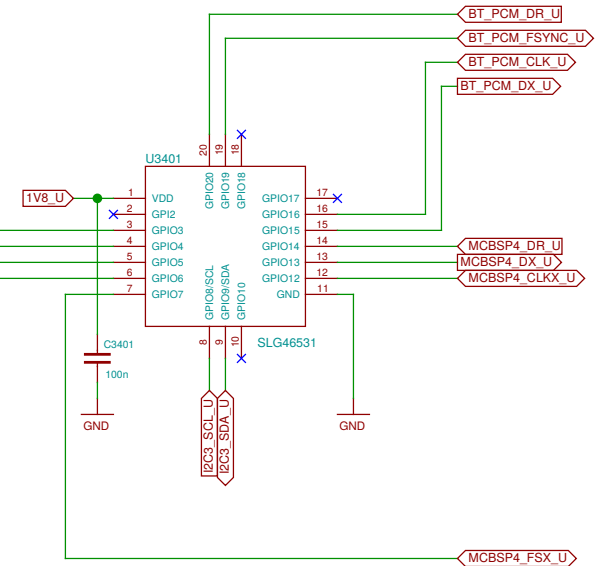 BT_PCM_DR_U
BT_PCM_FSYNC_U
BT_PCM_CLK_U
BT_PCM_DX_U
20
19
18
U3401
GPIO20
GPIO19
GPIO18
1V8_U
1
VDD
GPIO17
17
2
GPI2
GPIO16
16
3
GPIO3
GPIO15
15
4
GPIO4
GPIO14
14
MCBSP4_DR_U
5
GPIO5
GPIO13
13
MCBSP4_DX_U
6
GPIO6
GPIO12
12
MCBSP4_CLKX_U
7
GPIO7
GND
11
GPIO8/SCL
GPIO9/SDA
GPIO10
8
9
10
SLG46531
C3401
100n
GND
GND
I2C3_SCL_U
I2C3_SDA_U
MCBSP4_FSX_U